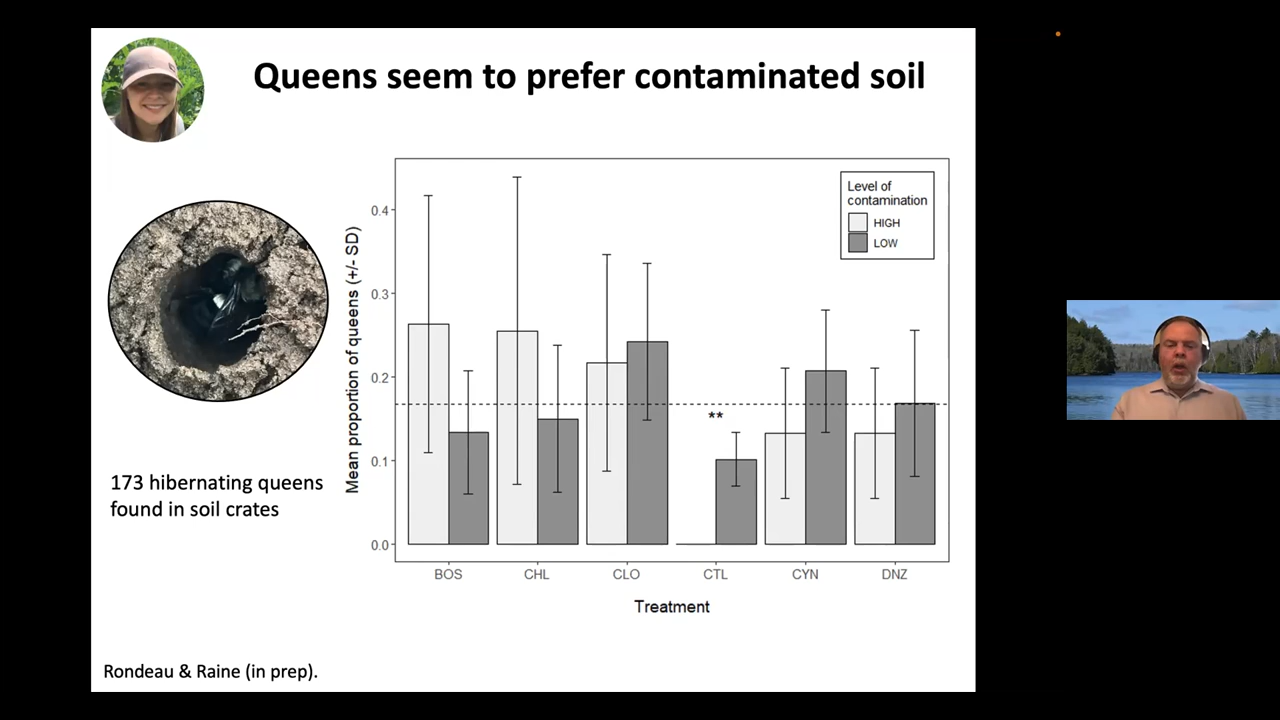 Queens seem to prefer contaminated soil
Level of
contamination
HIGH
LOW
Mean proportion of queens (+/- SD)
0.4
0.3
0.2
0.1
0.0
**
BOS CHL CLO CTL CYN DNZ
Treatment
173 hibernating queens
found in soil crates
Rondeau & Raine (in prep).